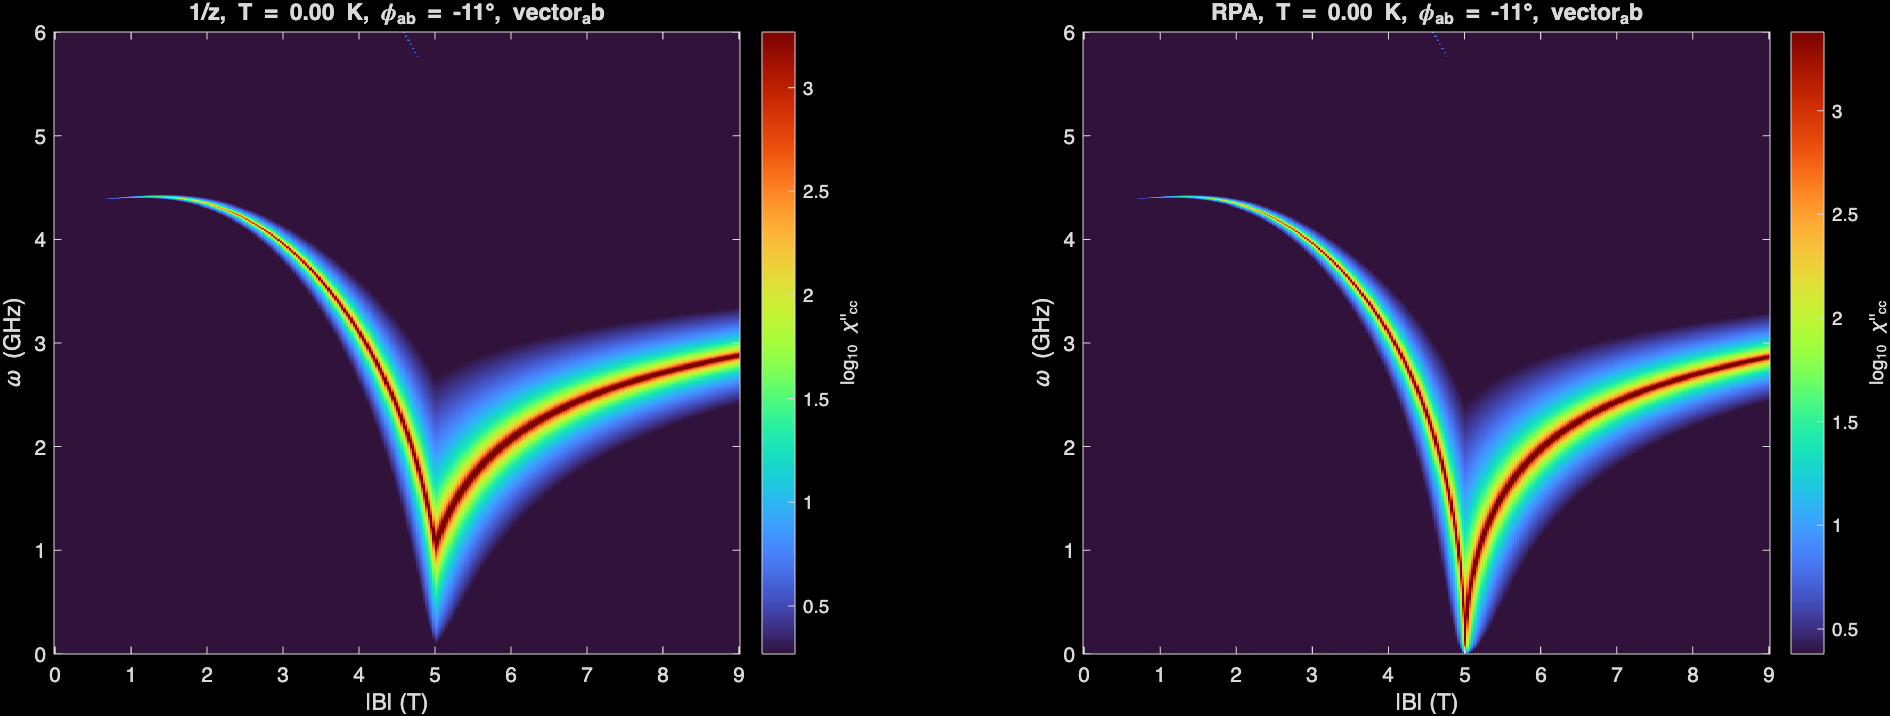 1/z, T = 0.00 K, ϕab = -11°, vectorab
6
5
4
3
2
1
0
ω (GHz)
0 1 2 3 4 5 6 7 8 9
|B| (T)
3
2.5
2
1.5
1
0.5
log10 χ"cc
RPA, T = 0.00 K, ϕab = -11°, vectorab
6
5
4
3
2
1
0
ω (GHz)
0 1 2 3 4 5 6 7 8 9
|B| (T)
3
2.5
2
1.5
1
0.5
log10 χ"cc